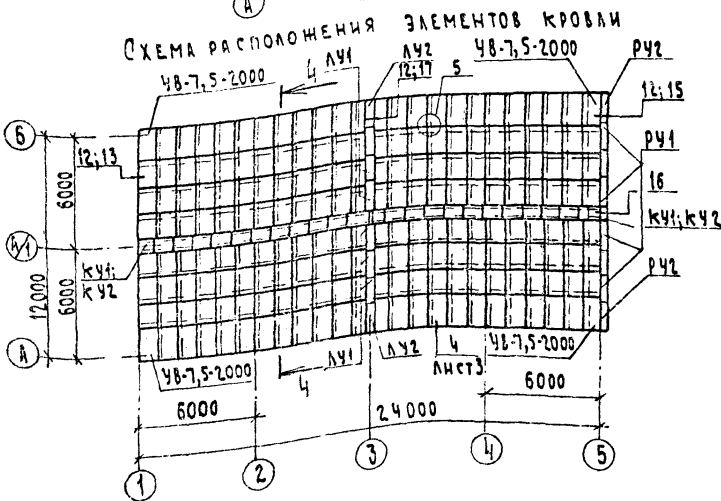 А
СХЕМА РАСПОЛОЖЕНИЯ ЭЛЕМЕНТОВ КРОВЛИ
УВ-7,5-2000
4 ЛУ1
ЛУ2
12;17
5
УВ-7,5-2000
РУ2
12;15
Б
12;13
РУ1
6000
16
КУ1;КУ2
А/1
КУ1;
КУ2
12000
6000
РУ2
А
УВ-7,5-2000
4
ЛУ1
ЛУ2
4
ЛИСТ3
УВ-7,5-2000
6000
6000
24000
1
2
3
4
5